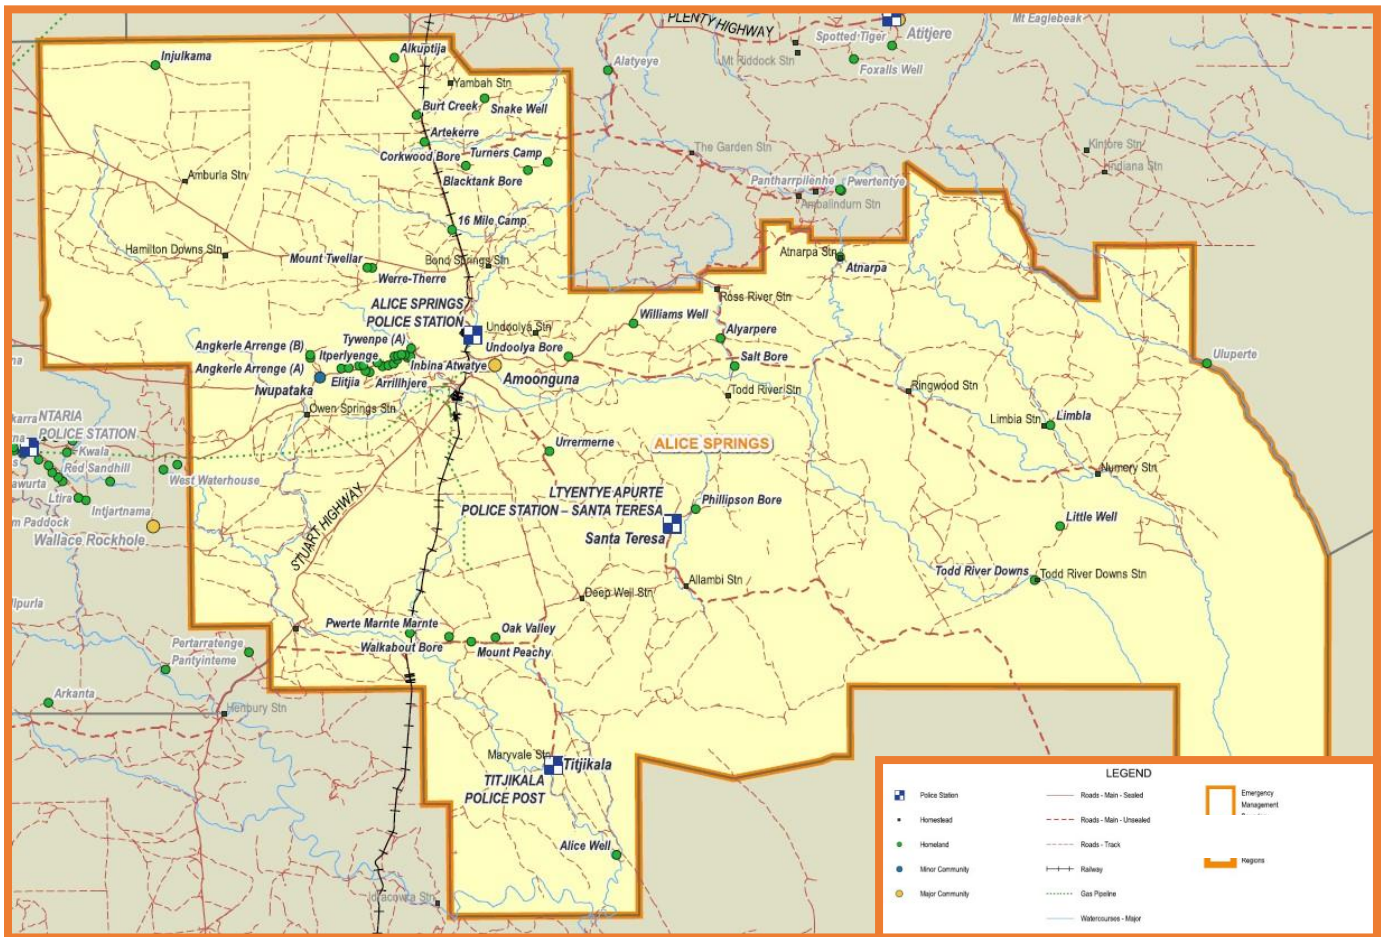 PLENTY HIGHWAY
Mt Eaglebeak
Spotted Tiger
Atitjere
Mt Riddock Stn
Foxalls Well
Alatyeye
Injulkama
Alkuptija
Yambah Stn
Burt Creek
Snake Well
Artekerre
Corkwood Bore
Turners Camp
Blacktank Bore
The Garden Stn
Kintore Stn
Indiana Stn
Pantharrpilenhe
Pwertentye
Ambalindum Stn
Amburla Stn
16 Mile Camp
Hamilton Downs Stn
Mount Twellar
Bond Springs Stn
Werre-Therre
Atnarpa Stn
Atnarpa
ALICE SPRINGS
POLICE STATION
Ross River Stn
Williams Well
Undoolya Stn
Undoolya Bore
Alyarpere
Angkerle Arrenge (B)
Tywenpe (A)
Itperlyenge
Angkerle Arrenge (A)
Inbina Atwatye
Elitjia
Arrillhjere
Amoonguna
Salt Bore
Uluperte
Iwupataka
Todd River Stn
Ringwood Stn
Owen Springs Stn
Limbla Stn
Limbla
karra
NTARIA
POLICE STATION
na
Kwala
Red Sandhill
awurta
Ltira
Intjartnama
m Paddock
West Waterhouse
Wallace Rockhole
Urrermerne
ALICE SPRINGS
Numery Stn
LTYENTYE APURTE
POLICE STATION – SANTA TERESA
Phillipson Bore
Santa Teresa
Little Well
STUART HIGHWAY
Todd River Downs
Todd River Downs Stn
Allambi Stn
Deep Well Stn
llpurla
Pwerte Marnte Marnte
Oak Valley
Walkabout Bore
Mount Peachy
Pertarratenge
Pantyinteme
Arkanta
Henbury Stn
Maryvale Stn
Titjikala
TITJIKALA
POLICE POST
Alice Well
Idracowra Stn
LEGEND
Police Station
Homestead
Homeland
Minor Community
Major Community
Roads - Main - Sealed
Roads - Main - Unsealed
Roads - Track
Railway
Gas Pipeline
Watercourses - Major
Emergency
Management
Regions